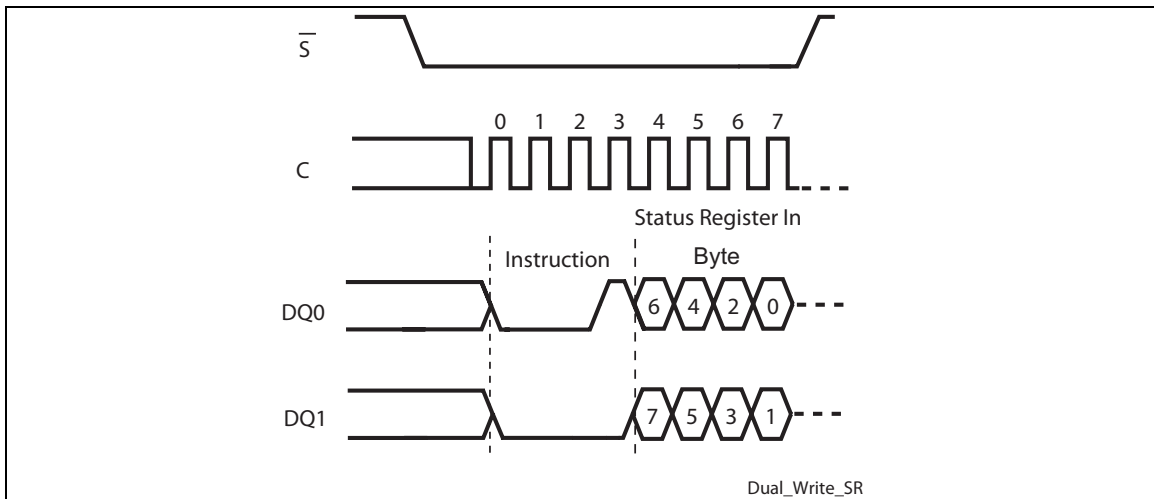 S
0 1 2 3 4 5 6 7
C
Status Register In
Instruction Byte
DQ0 6 4 2 0
DQ1 7 5 3 1
Dual_Write_SR